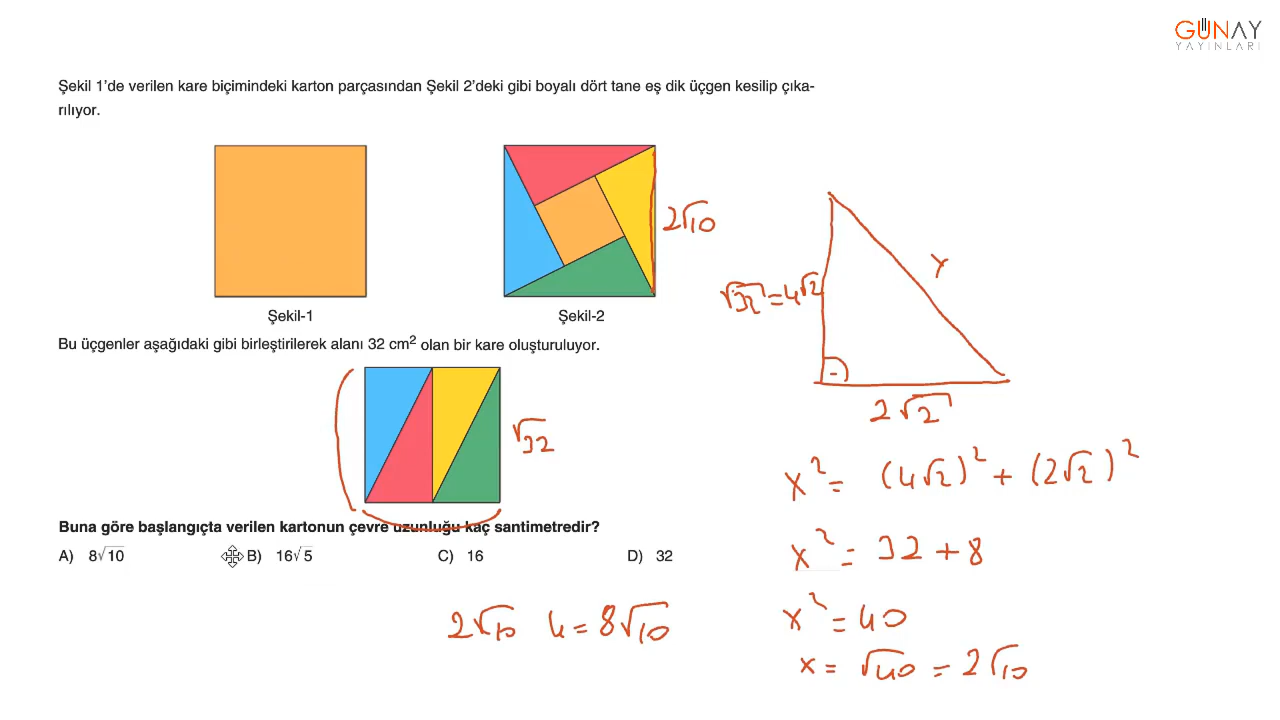 GÜNAY
YAYINLARI
Şekil 1'de verilen kare biçimindeki karton parçasından Şekil 2'deki gibi boyalı dört tane eş dik üçgen kesilip çıka-
rılıyor.
2√10
x
√32 = 4√2
Şekil-1
Şekil-2
Bu üçgenler aşağıdaki gibi birleştirilerek alanı 32 cm² olan bir kare oluşturuluyor.
2√2
√32
x² = (4√2)² + (2√2)²
Buna göre başlangıçta verilen kartonun çevre uzunluğu kaç santimetredir?
A) 8√10 B) 16√5 C) 16 D) 32
x² = 32 + 8
2√10 4 = 8√10
x² = 40
x = √40 = 2√10